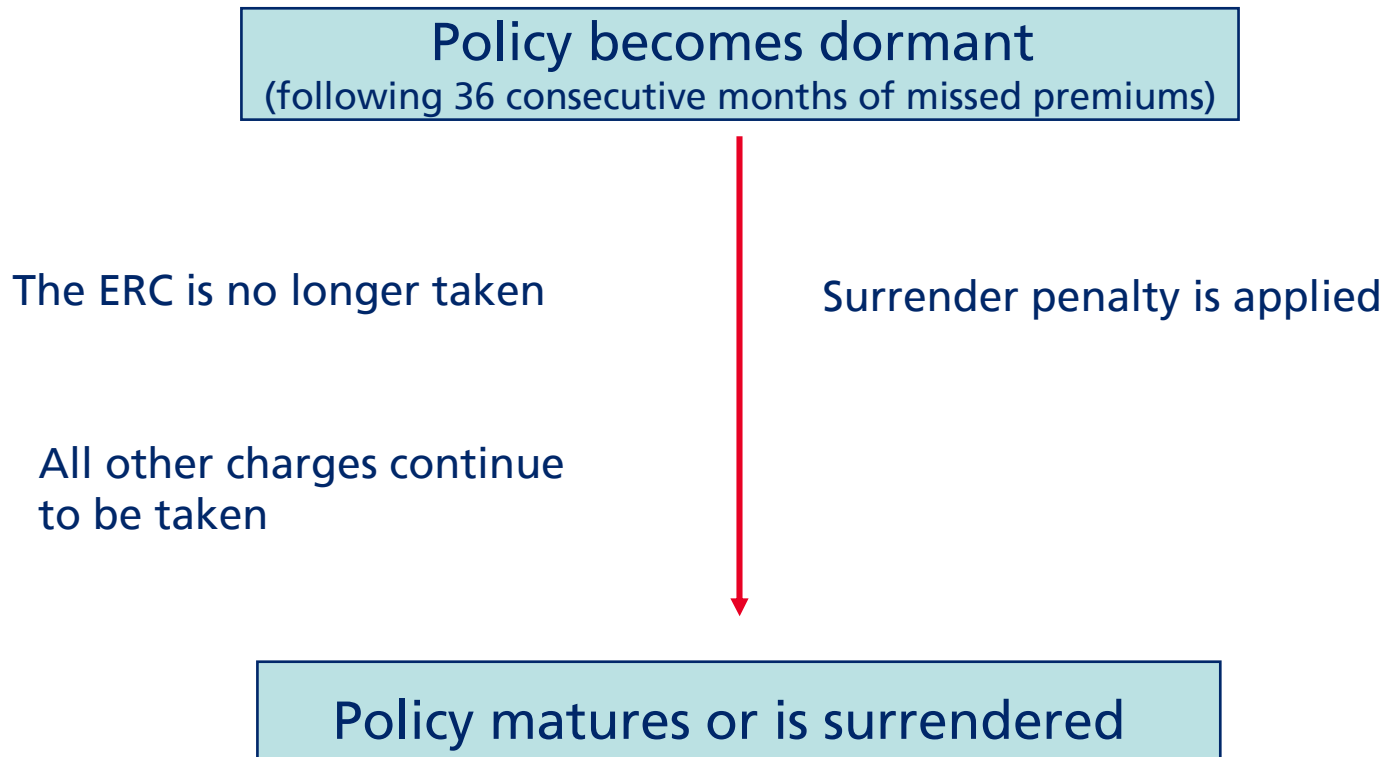 Policy becomes dormant
(following 36 consecutive months of missed premiums)
The ERC is no longer taken
Surrender penalty is applied
All other charges continue
to be taken
Policy matures or is surrendered